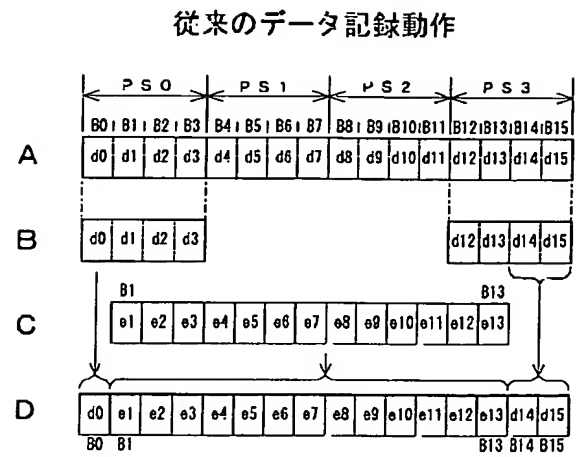 従来のデータ記録動作
PS0 PS1 PS2 PS3
B0 B1 B2 B3 B4 B5 B6 B7 B8 B9 B10 B11 B12 B13 B14 B15
A d0 d1 d2 d3 d4 d5 d6 d7 d8 d9 d10 d11 d12 d13 d14 d15
B d0 d1 d2 d3 d12 d13 d14 d15
B1 B13
C e1 e2 e3 e4 e5 e6 e7 e8 e9 e10 e11 e12 e13
D d0 e1 e2 e3 e4 e5 e6 e7 e8 e9 e10 e11 e12 e13 d14 d15
B0 B1 B13 B14 B15